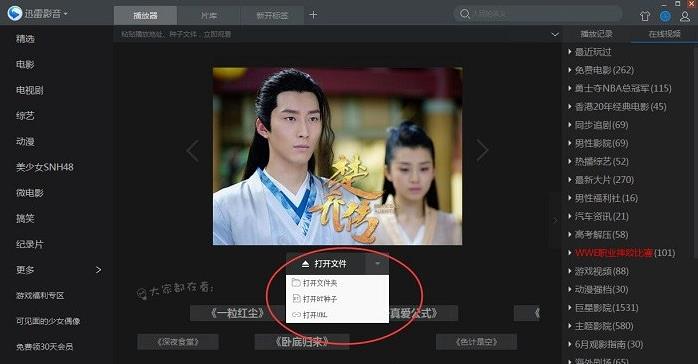 迅雷影音
播放器
片库
新开标签
粘贴播放地址、种子文件，立即观看
播放记录
在线视频
精选
电影
电视剧
综艺
动漫
美少女SNH48
微电影
搞笑
纪录片
更多
游戏福利专区
可见面的少女偶像
免费领30天会员
楚乔传
打开文件
打开文件夹
打开BT种子
打开URL
大家都在看:
《一粒红尘》
真爱公式》
《深夜食堂》
《卧底归来》
《色计是空》
最近玩过
免费电影(262)
勇士夺NBA总冠军(115)
香港20年经典电影(45)
同步追剧(69)
男性影院(69)
热播综艺(52)
最新大片(270)
男性福利社(16)
汽车资讯(21)
高考解压(58)
WWE职业摔跤比赛(101)
游戏视频(88)
动漫强档(30)
巨星影院(1531)
主题影院(580)
6月观影指南(30)